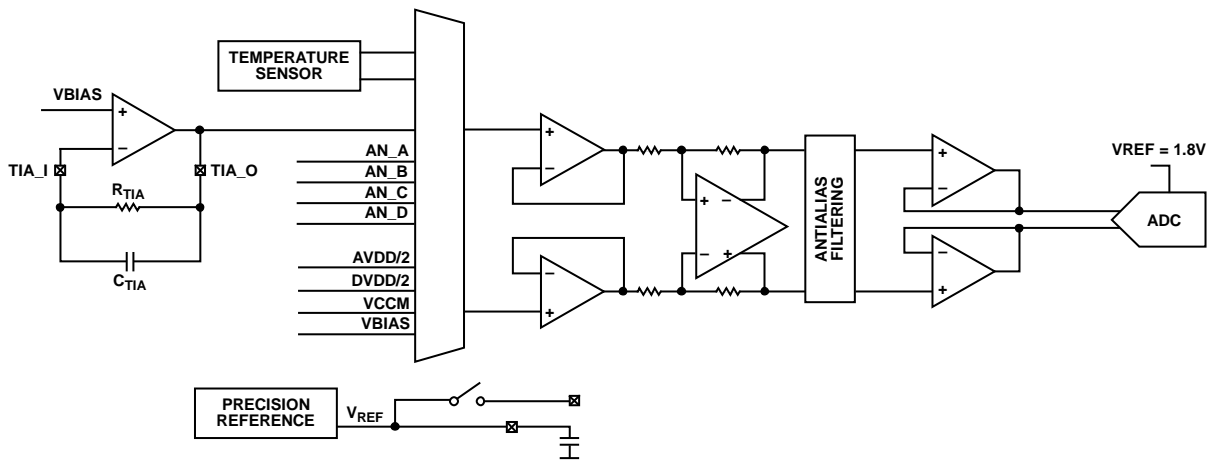 TEMPERATURE
SENSOR
VBIAS
+
−
TIA_I
TIA_O
RTIA
CTIA
AN_A
AN_B
AN_C
AN_D
AVDD/2
DVDD/2
VCCM
VBIAS
+
−
−
+
+ −
− +
ANTIALIAS
FILTERING
+
−
−
+
VREF = 1.8V
ADC
PRECISION
REFERENCE
VREF